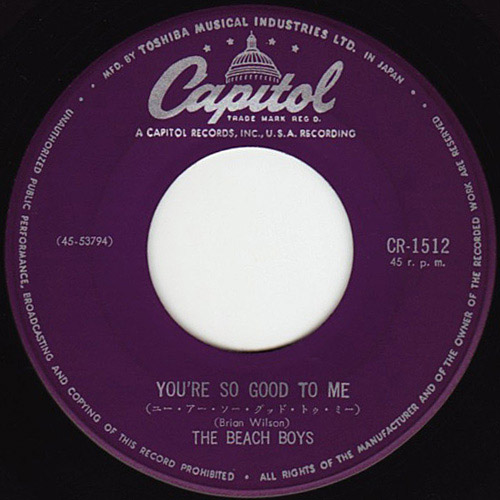 MFD. BY TOSHIBA MUSICAL INDUSTRIES LTD. IN JAPAN
Capitol
TRADE MARK REG'D.
A CAPITOL RECORDS, INC., U.S.A. RECORDING
(45-53794)
CR-1512
45 r. p. m.
YOU'RE SO GOOD TO ME
(ユー・アー・ソー・グッド・トゥ・ミー)
(Brian Wilson)
THE BEACH BOYS
UNAUTHORIZED PUBLIC PERFORMANCE, BROADCASTING AND COPYING OF THIS RECORD PROHIBITED • ALL RIGHTS OF THE MANUFACTURER AND OF THE OWNER OF THE RECORDED WORK ARE RESERVED